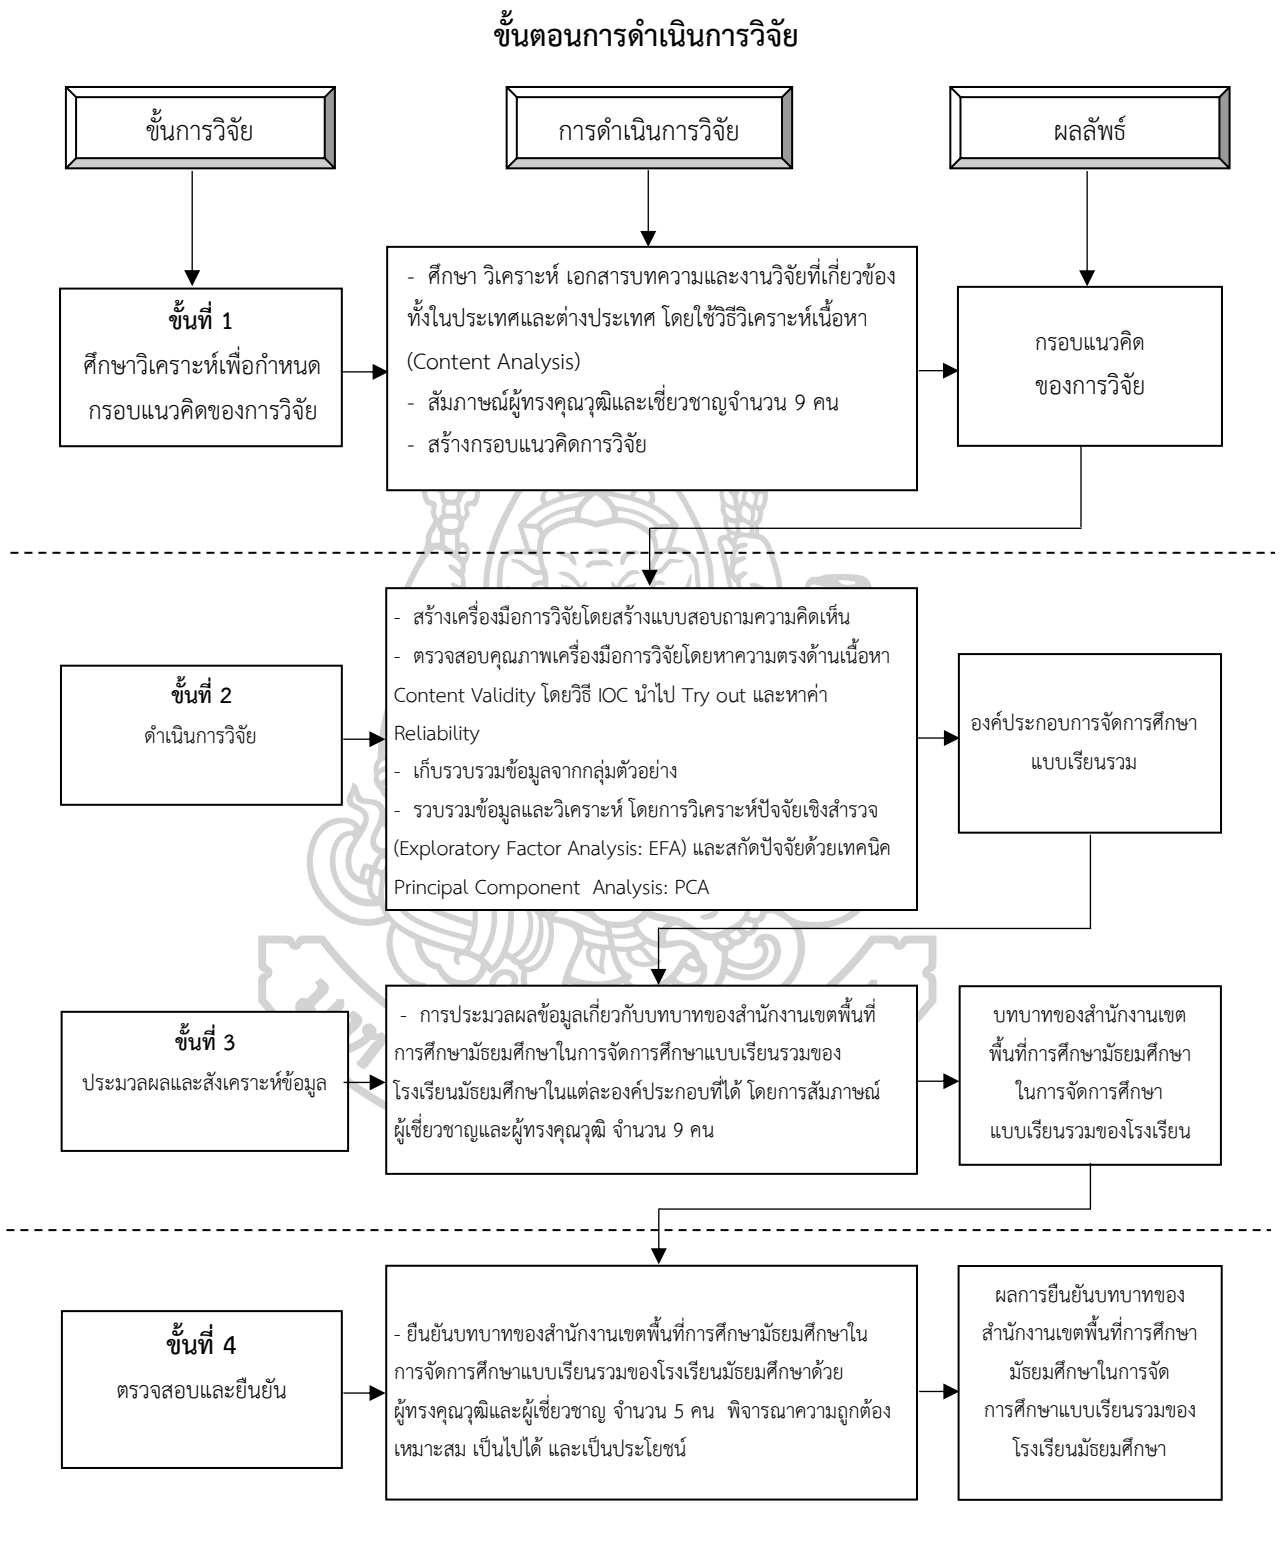 ขั้นตอนการดำเนินการวิจัย
ขั้นการวิจัย
การดำเนินการวิจัย
ผลลัพธ์
ขั้นที่ 1
ศึกษาวิเคราะห์เพื่อกำหนด
กรอบแนวคิดของการวิจัย
- ศึกษา วิเคราะห์ เอกสารบทความและงานวิจัยที่เกี่ยวข้อง
ทั้งในประเทศและต่างประเทศ โดยใช้วิธีวิเคราะห์เนื้อหา
(Content Analysis)
- สัมภาษณ์ผู้ทรงคุณวุฒิและเชี่ยวชาญจำนวน 9 คน
- สร้างกรอบแนวคิดการวิจัย
กรอบแนวคิด
ของการวิจัย
ขั้นที่ 2
ดำเนินการวิจัย
- สร้างเครื่องมือการวิจัยโดยสร้างแบบสอบถามความคิดเห็น
- ตรวจสอบคุณภาพเครื่องมือการวิจัยโดยหาความตรงด้านเนื้อหา
Content Validity โดยวิธี IOC นำไป Try out และหาค่า
Reliability
- เก็บรวบรวมข้อมูลจากกลุ่มตัวอย่าง
- รวบรวมข้อมูลและวิเคราะห์ โดยการวิเคราะห์ปัจจัยเชิงสำรวจ
(Exploratory Factor Analysis: EFA) และสกัดปัจจัยด้วยเทคนิค
Principal Component Analysis: PCA
องค์ประกอบการจัดการศึกษา
แบบเรียนรวม
ขั้นที่ 3
ประมวลผลและสังเคราะห์ข้อมูล
- การประมวลผลข้อมูลเกี่ยวกับบทบาทของสำนักงานเขตพื้นที่
การศึกษามัธยมศึกษาในการจัดการศึกษาแบบเรียนรวมของ
โรงเรียนมัธยมศึกษาในแต่ละองค์ประกอบที่ได้ โดยการสัมภาษณ์
ผู้เชี่ยวชาญและผู้ทรงคุณวุฒิ จำนวน 9 คน
บทบาทของสำนักงานเขต
พื้นที่การศึกษามัธยมศึกษา
ในการจัดการศึกษา
แบบเรียนรวมของโรงเรียน
ขั้นที่ 4
ตรวจสอบและยืนยัน
- ยืนยันบทบาทของสำนักงานเขตพื้นที่การศึกษามัธยมศึกษาใน
การจัดการศึกษาแบบเรียนรวมของโรงเรียนมัธยมศึกษาด้วย
ผู้ทรงคุณวุฒิและผู้เชี่ยวชาญ จำนวน 5 คน พิจารณาความถูกต้อง
เหมาะสม เป็นไปได้ และเป็นประโยชน์
ผลการยืนยันบทบาทของ
สำนักงานเขตพื้นที่การศึกษา
มัธยมศึกษาในการจัด
การศึกษาแบบเรียนรวมของ
โรงเรียนมัธยมศึกษา